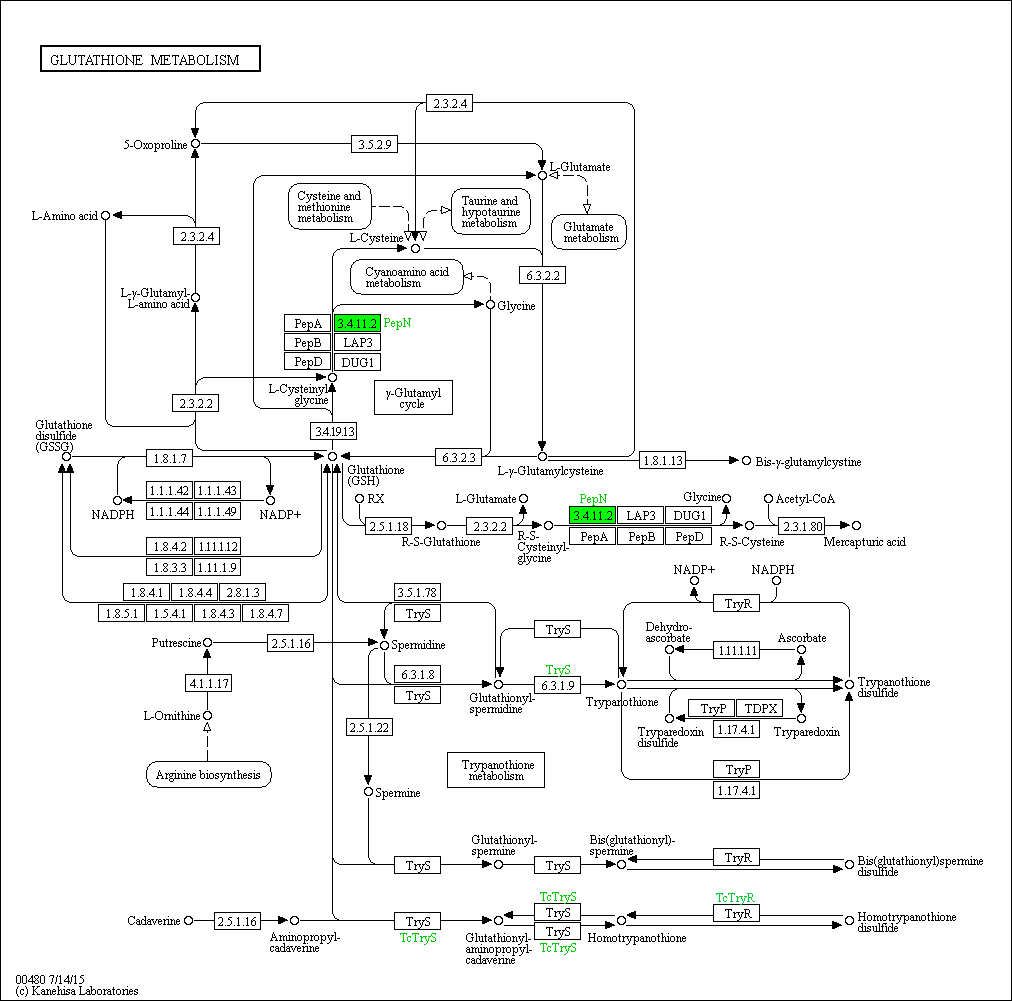 GLUTATHIONE METABOLISM
2.3.2.4
5-Oxoproline
3.5.2.9
L-Glutamate
Cysteine and
methionine
metabolism
Taurine and
hypotaurine
metabolism
Glutamate
metabolism
L-Amino acid
2.3.2.4
L-Cysteine
Cyanoamino acid
metabolism
6.3.2.2
L-γ-Glutamyl-
L-amino acid
Glycine
PepA
3.4.11.2
PepN
PepB
LAP3
PepD
DUG1
L-Cysteinyl
glycine
γ-Glutamyl
cycle
2.3.2.2
Glutathione
disulfide
(GSSG)
3.4.19.13
1.8.1.7
Glutathione
(GSH)
6.3.2.3
L-γ-Glutamylcysteine
1.8.1.13
Bis-γ-glutamylcystine
1.1.1.42
1.1.1.43
1.1.1.44
1.1.1.49
NADPH
NADP+
RX
2.5.1.18
R-S-Glutathione
L-Glutamate
2.3.2.2
R-S-
Cysteinyl-
glycine
PepN
3.4.11.2
LAP3
DUG1
PepA
PepB
PepD
Glycine
R-S-Cysteine
Acetyl-CoA
2.3.1.80
Mercapturic acid
1.8.4.2
1.11.1.12
1.8.3.3
1.11.1.9
1.8.4.1
1.8.4.4
2.8.1.3
1.8.5.1
1.5.4.1
1.8.4.3
1.8.4.7
3.5.1.78
TryS
NADP+
NADPH
TryR
Putrescine
2.5.1.16
Spermidine
TryS
Dehydro-
ascorbate
Ascorbate
1.11.1.11
4.1.1.17
6.3.1.8
TryS
Glutathionyl-
spermidine
TryS
6.3.1.9
Trypanothione
Trypanothione
disulfide
L-Ornithine
2.5.1.22
TryP
TDPX
1.17.4.1
Tryparedoxin
disulfide
Tryparedoxin
Arginine biosynthesis
Trypanothione
metabolism
TryP
1.17.4.1
Spermine
TryS
Glutathionyl-
spermine
TryS
Bis(glutathionyl)-
spermine
TryR
Bis(glutathionyl)spermine
disulfide
Cadaverine
2.5.1.16
Aminopropyl-
cadaverine
TryS
TcTryS
Glutathionyl-
aminopropyl-
cadaverine
TcTryS
TryS
TryS
TcTryS
Homotrypanothione
TcTryR
TryR
Homotrypanothione
disulfide
00480 7/14/15
(c) Kanehisa Laboratories